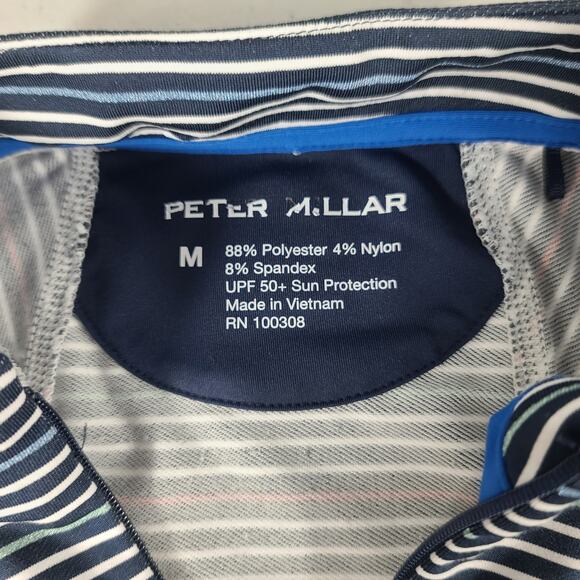 PETER MILLAR
M
88% Polyester 4% Nylon
8% Spandex
UPF 50+ Sun Protection
Made in Vietnam
RN 100308